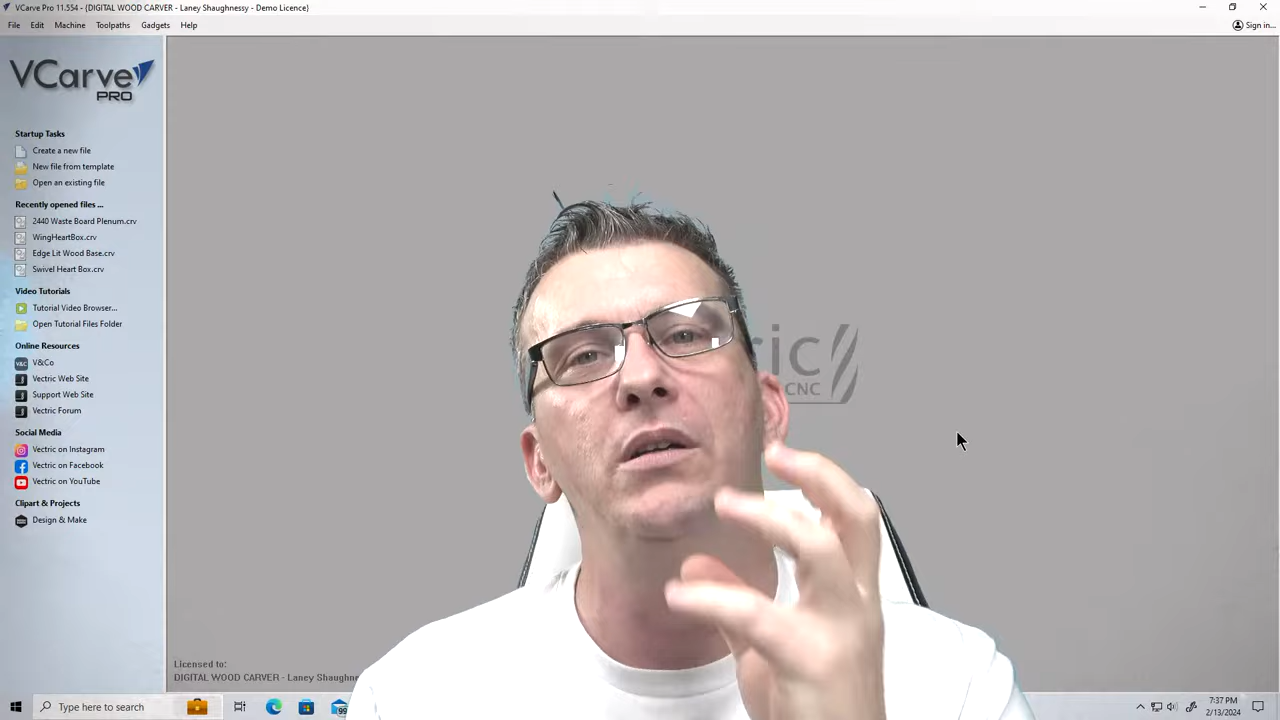 VCarve Pro 11.554 - (DIGITAL WOOD CARVER - Laney Shaughnessy - Demo Licence)
File Edit Machine Toolpaths Gadgets Help
Sign in...
VCarve
PRO
Startup Tasks
Create a new file
New file from template
Open an existing file
Recently opened files ...
2440 Waste Board Plenum.crv
WingHeartBox.crv
Edge Lit Wood Base.crv
Swivel Heart Box.crv
Video Tutorials
Tutorial Video Browser...
Open Tutorial Files Folder
Online Resources
V&C
V&Co
Vectric Web Site
Support Web Site
Vectric Forum
Social Media
Vectric on Instagram
Vectric on Facebook
Vectric on YouTube
Clipart & Projects
Design & Make
ric
CNC
Licensed to:
DIGITAL WOOD CARVER - Laney Shaughne
Type here to search
99
7:37 PM
2/13/2024